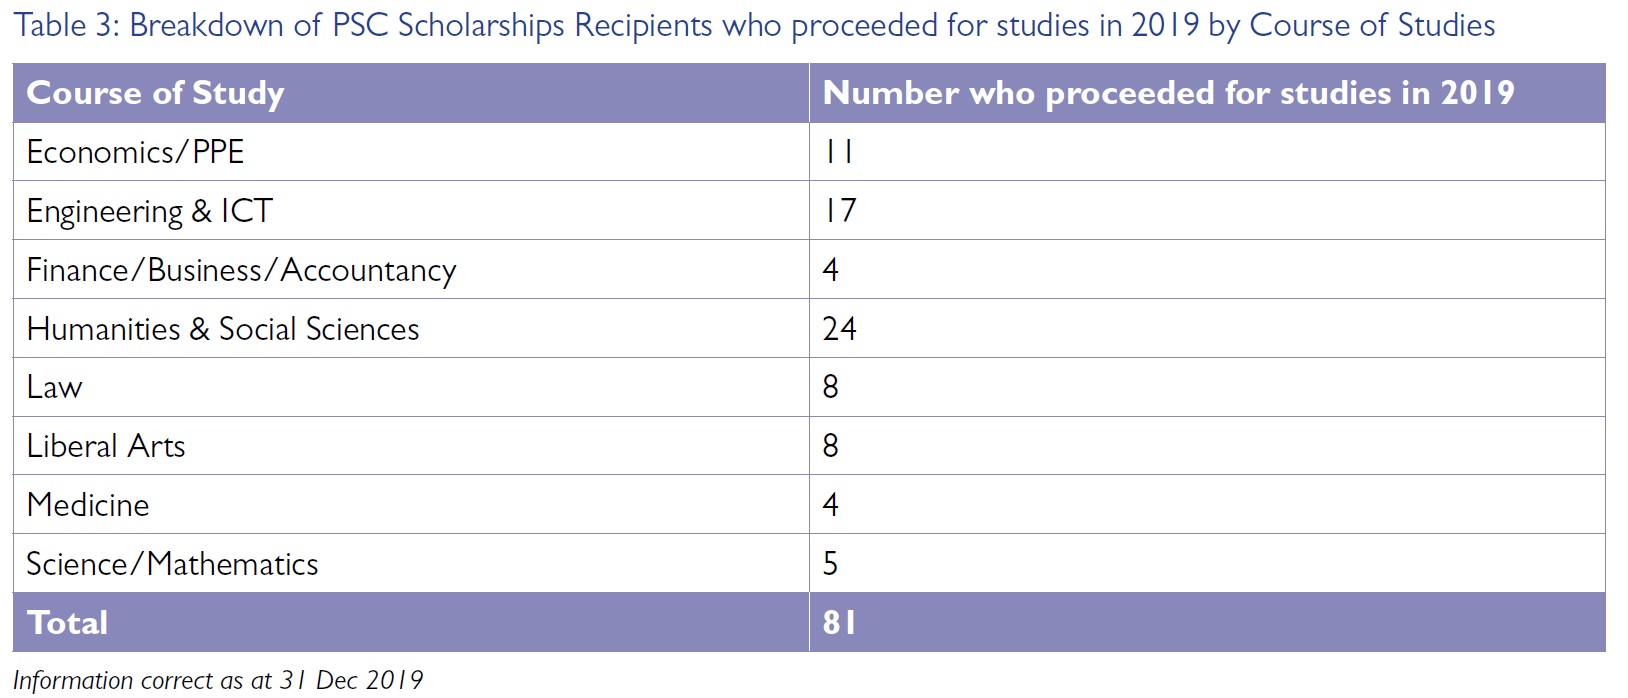 Table 3: Breakdown of PSC Scholarships Recipients who proceeded for studies in 2019 by Course of Studies
Course of Study Number who proceeded for studies in 2019
Economics/PPE 11
Engineering & ICT 17
Finance/Business/Accountancy 4
Humanities & Social Sciences 24
Law 8
Liberal Arts 8
Medicine 4
Science/Mathematics 5
Total 81
Information correct as at 31 Dec 2019